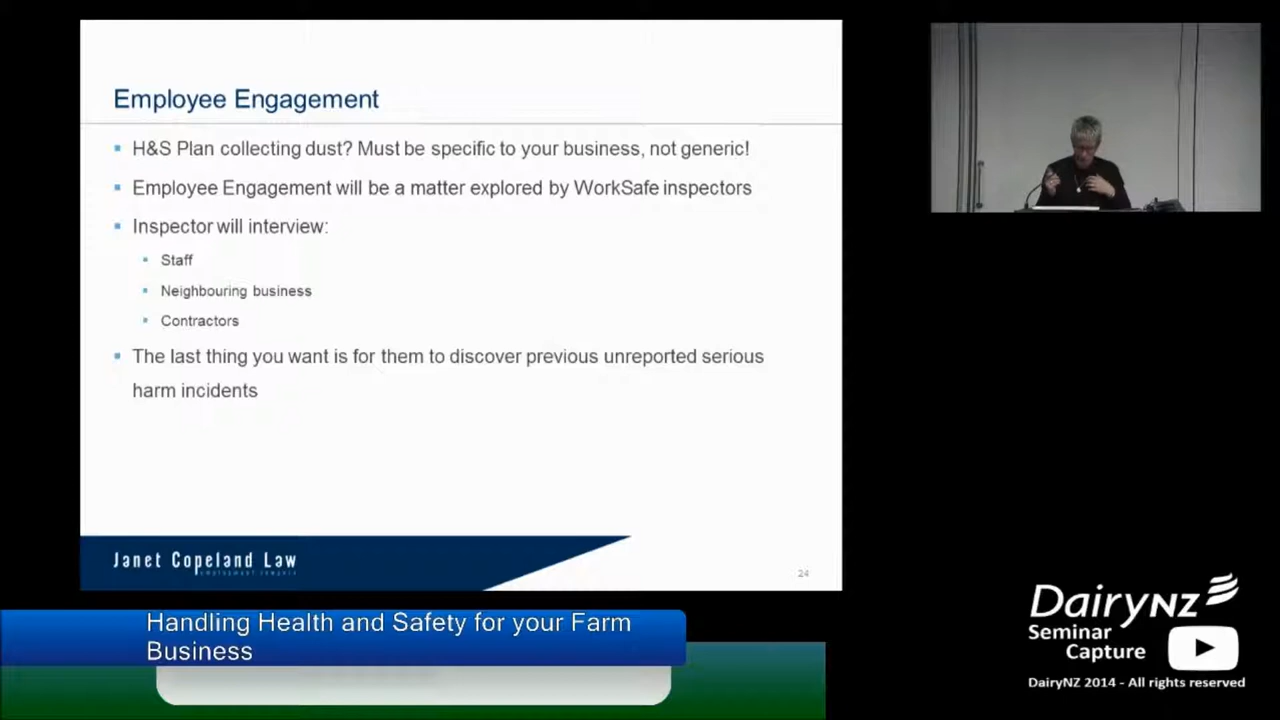 Employee Engagement
H&S Plan collecting dust? Must be specific to your business, not generic!
Employee Engagement will be a matter explored by WorkSafe inspectors
Inspector will interview:
Staff
Neighbouring business
Contractors
The last thing you want is for them to discover previous unreported serious
harm incidents
Janet Copeland Law
24
Handling Health and Safety for your Farm
Business
DairyNZ
Seminar
Capture
DairyNZ 2014 - All rights reserved